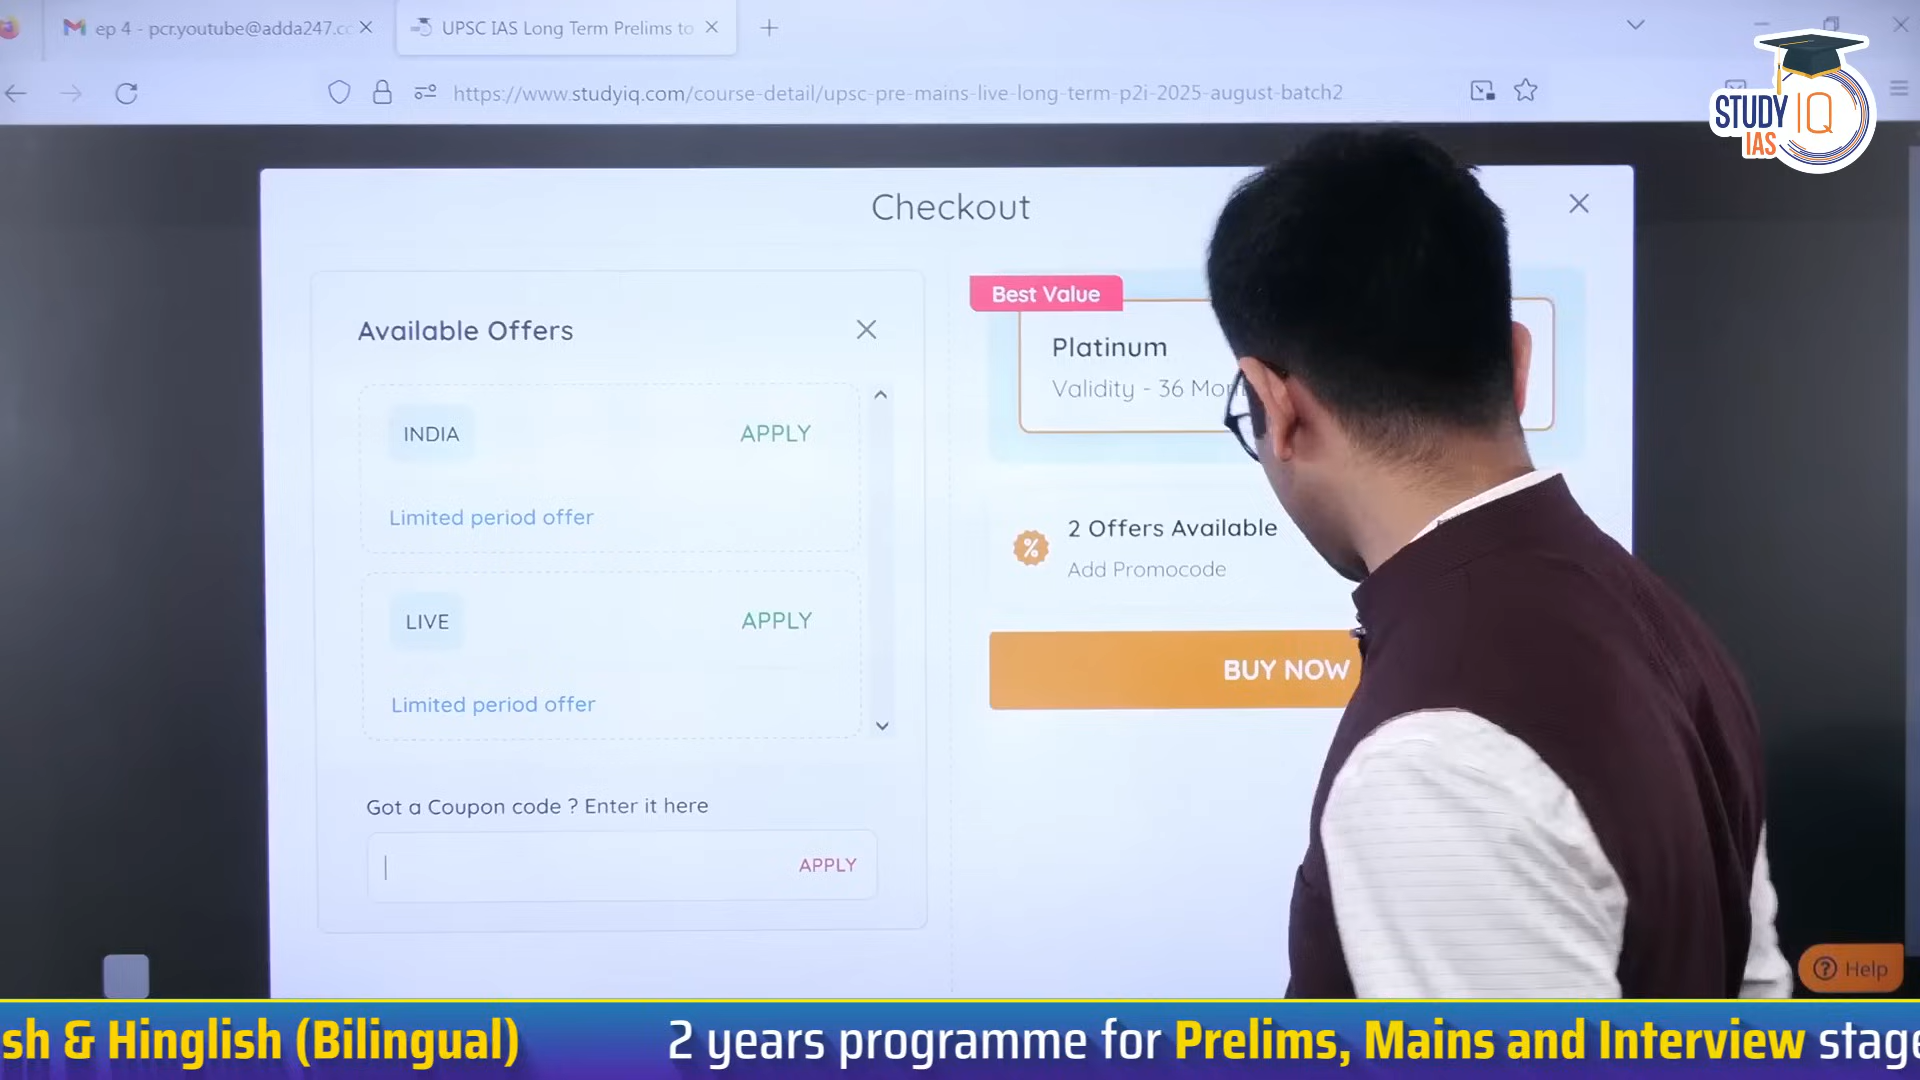 ep 4 - pcr.youtube@adda247.co
UPSC IAS Long Term Prelims to
https://www.studyiq.com/course-detail/upsc-pre-mains-live-long-term-p2i-2025-august-batch2
STUDY IQ
IAS
Checkout
Available Offers
INDIA APPLY
Limited period offer
LIVE APPLY
Limited period offer
Got a Coupon code ? Enter it here
APPLY
Best Value
Platinum
Validity - 36
2 Offers Available
Add Promocode
BUY NOW
Help
sh & Hinglish (Bilingual) 2 years programme for Prelims, Mains and Interview stage